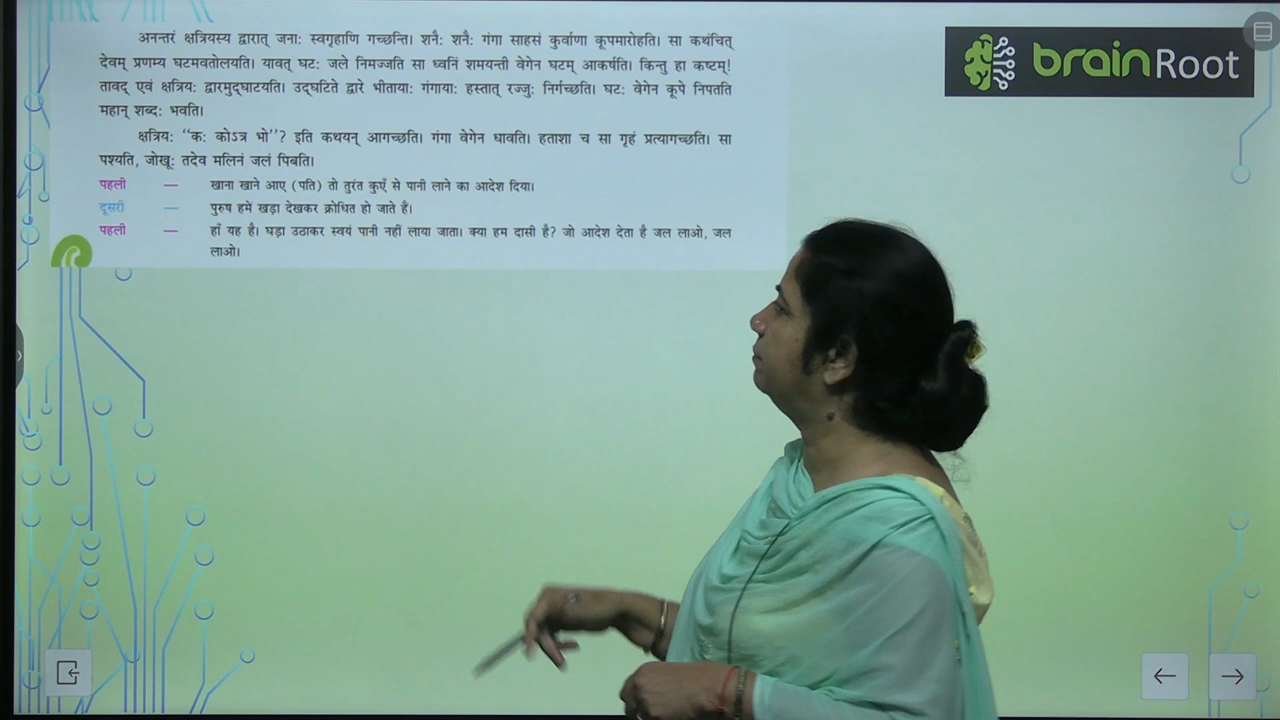 अनन्तरं क्षत्रियस्य द्वारात् जना: स्वगृहाणि गच्छन्ति। शनै: शनै: गंगा साहसं कुर्वाणा कूपमारोहति। सा कथंचित्
देवम् प्रणम्य घटमवतोलयति। यावत् घट: जले निमज्जति सा ध्वनिं शमयन्ती वेगेन घटम् आकर्षति। किन्तु हा कष्टम्!
तावद् एवं क्षत्रिय: द्वारमुद्घाटयति। उद्घटिते द्वारे भीताया: गंगाया: हस्तात् रज्जु: निर्गच्छति। घट: वेगेन कूपे निपतति
महान् शब्द: भवति।
क्षत्रिय: “क: कोऽत्र भो”? इति कथयन् आगच्छति। गंगा वेगेन धावति। हताशा च सा गृहं प्रत्यागच्छति। सा
पश्यति, जोखू: तदेव मलिनं जलं पिबति।
पहली — खाना खाने आए (पति) तो तुरंत कुएँ से पानी लाने का आदेश दिया।
दूसरी — पुरुष हमें खड़ा देखकर क्रोधित हो जाते हैं।
पहली — हाँ यह है। घड़ा उठाकर स्वयं पानी नहीं लाया जाता। क्या हम दासी है? जो आदेश देता है जल लाओ, जल
लाओ।
brainRoot